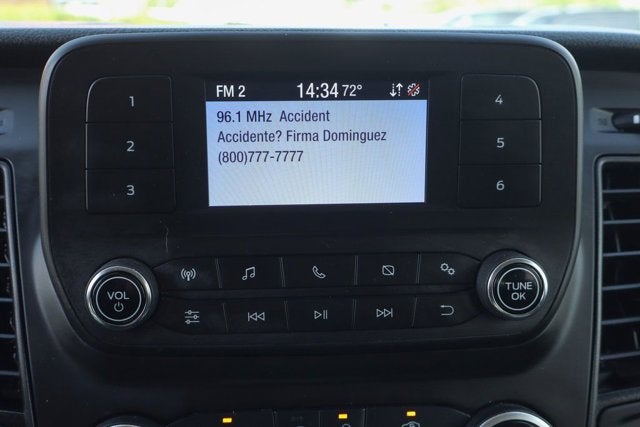 FM 2 14:34 72°
96.1 MHz Accident
Accidente? Firma Dominguez
(800)777-7777
1
2
3
4
5
6
VOL
TUNE
OK